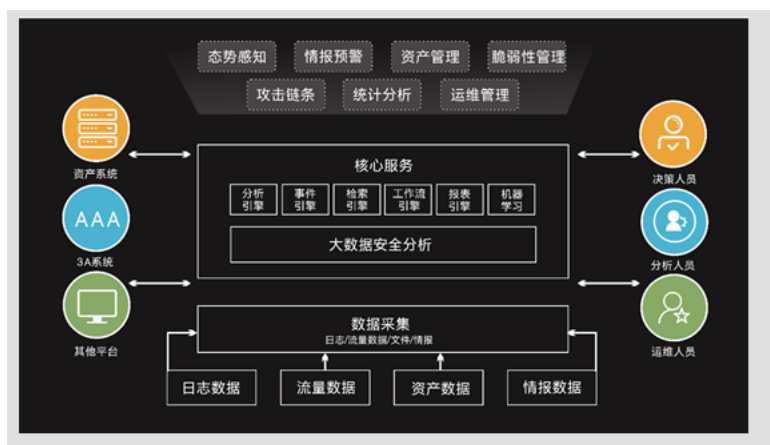 态势感知
情报预警
资产管理
脆弱性管理
攻击链条
统计分析
运维管理
资产系统
AAA
3A系统
其他平台
核心服务
分析
引擎
事件
引擎
检索
引擎
工作流
引擎
报表
引擎
机器
学习
大数据安全分析
数据采集
日志/流量数据/文件/情报
日志数据
流量数据
资产数据
情报数据
决策人员
分析人员
运维人员